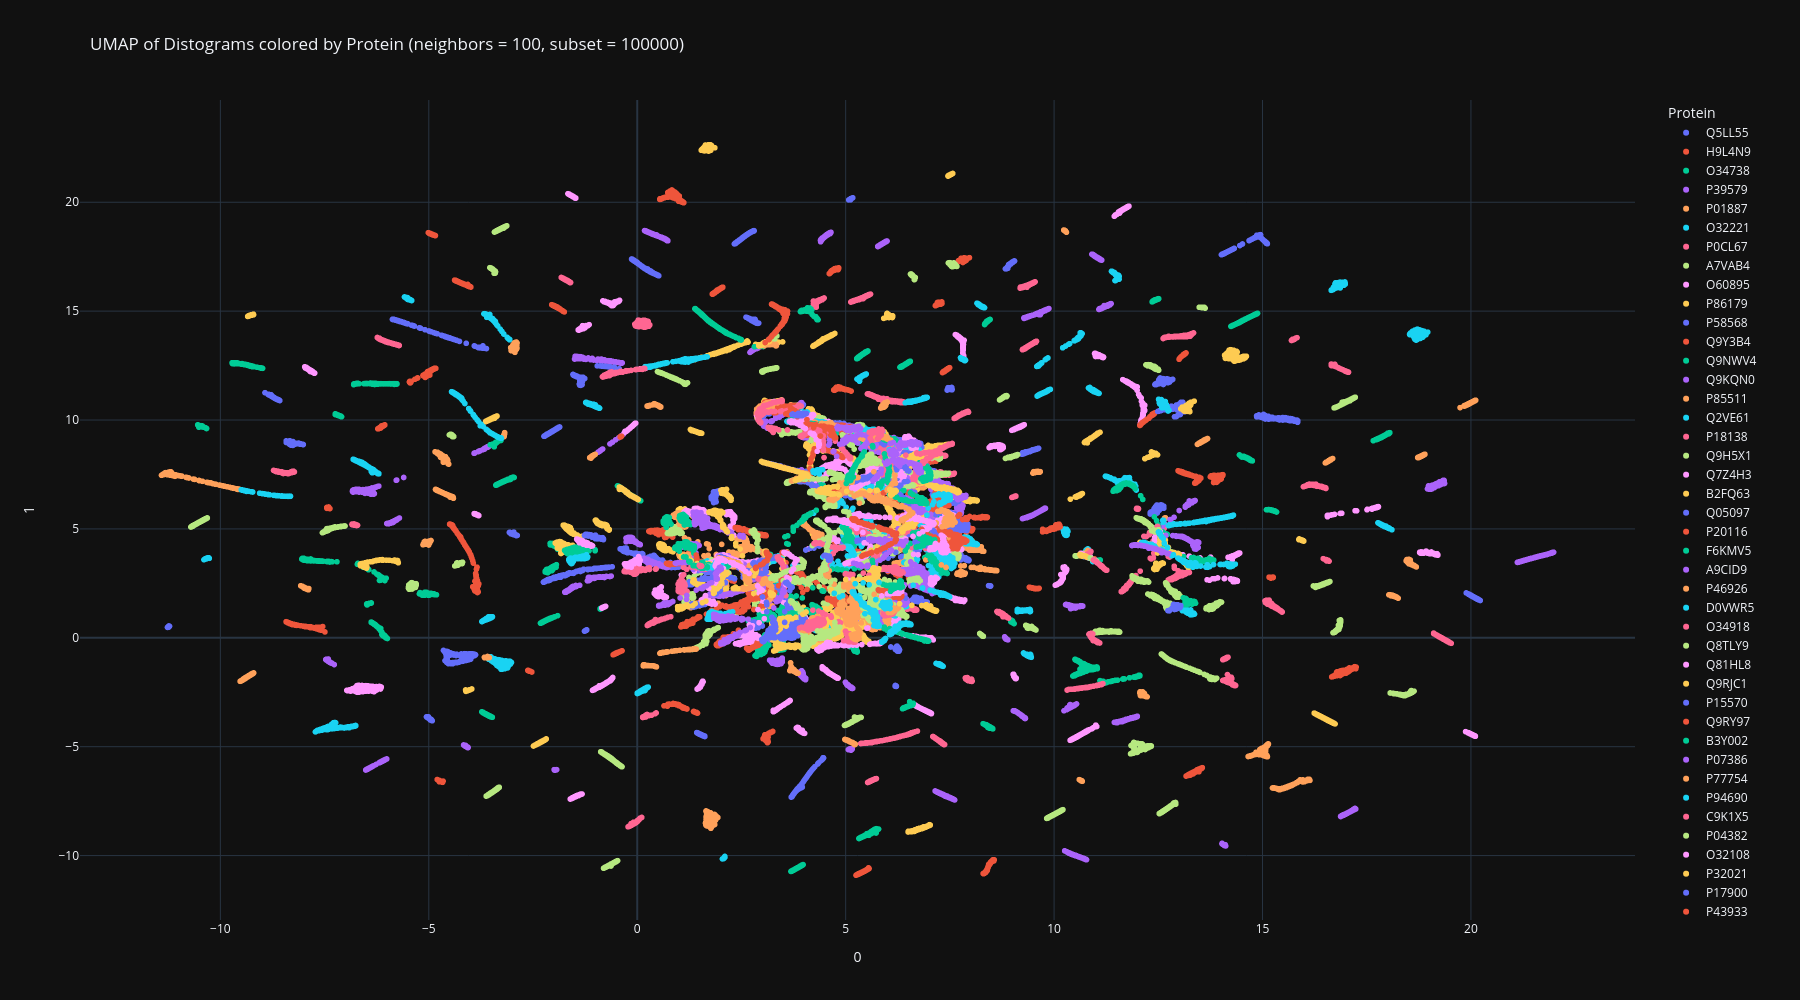 UMAP of Distograms colored by Protein (neighbors = 100, subset = 100000)
20
15
10
5
0
−5
−10
1
−10
−5
0
5
10
15
20
0
Protein
Q5LL55
H9L4N9
O34738
P39579
P01887
O32221
P0CL67
A7VAB4
O60895
P86179
P58568
Q9Y3B4
Q9NWV4
Q9KQN0
P85511
Q2VE61
P18138
Q9H5X1
Q7Z4H3
B2FQ63
Q05097
P20116
F6KMV5
A9CID9
P46926
D0VWR5
O34918
Q8TLY9
Q81HL8
Q9RJC1
P15570
Q9RY97
B3Y002
P07386
P77754
P94690
C9K1X5
P04382
O32108
P32021
P17900
P43933